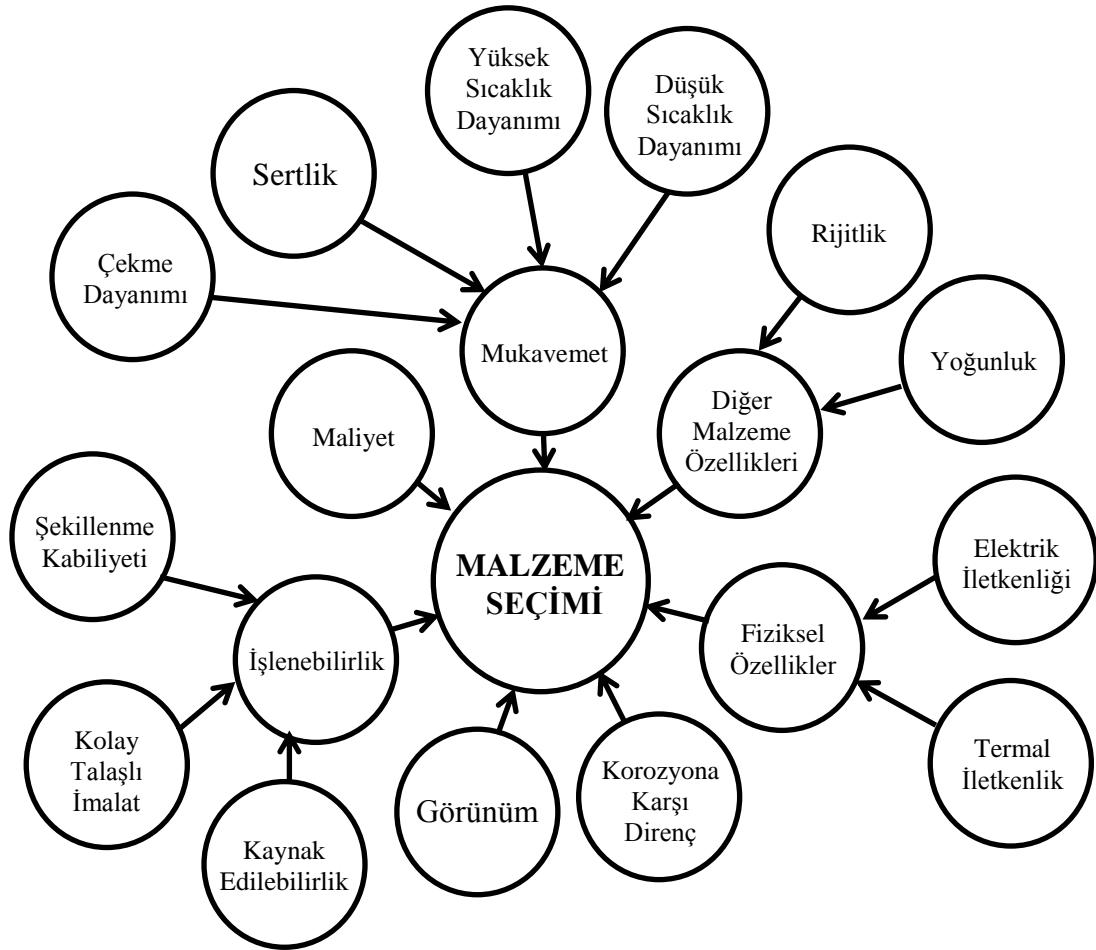 Yüksek
Sıcaklık
Dayanımı
Düşük
Sıcaklık
Dayanımı
Sertlik
Rijitlik
Çekme
Dayanımı
Mukavemet
Yoğunluk
Maliyet
Diğer
Malzeme
Özellikleri
Şekillenme
Kabiliyeti
MALZEME
SEÇİMİ
Elektrik
İletkenliği
İşlenebilirlik
Fiziksel
Özellikler
Kolay
Talaşlı
İmalat
Görünüm
Korozyona
Karşı
Direnç
Termal
İletkenlik
Kaynak
Edilebilirlik